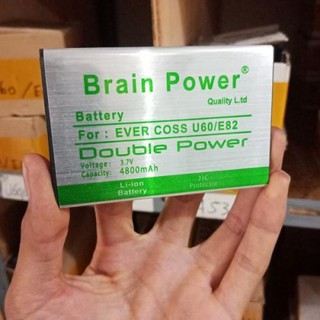 Brain Power®
Quality L.td
Battery
For : EVER COSS U60/E82
Double Power
Voltage : 3.7V
Capacity: 4800mAh
Li-ion
Battery